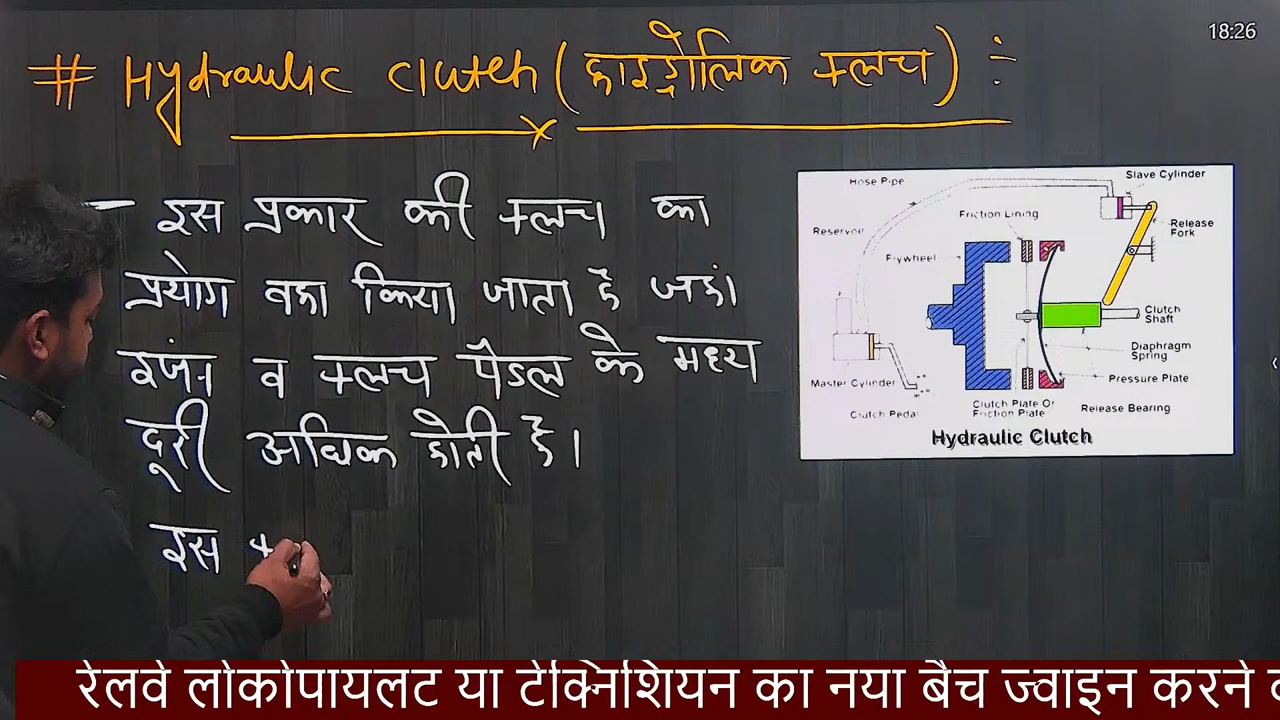 18:26
# Hydraulic Clutch (हाइड्रोलिक क्लच) :
- इस प्रकार की क्लच का
प्रयोग वहा किया जाता है जहां
इंजन व क्लच पैडल के मध्य
दूरी अधिक होती है।
इस
Hose Pipe
Slave Cylinder
Friction Lining
Release
Fork
Reservoir
Flywheel
Clutch
Shaft
Diaphragm
Spring
Pressure Plate
Master Cylinder
Clutch Pedal
Clutch Plate Or
Friction Plate
Release Bearing
Hydraulic Clutch
रेलवे लोकोपायलट या टेक्निशियन का नया बैच ज्वाइन करने